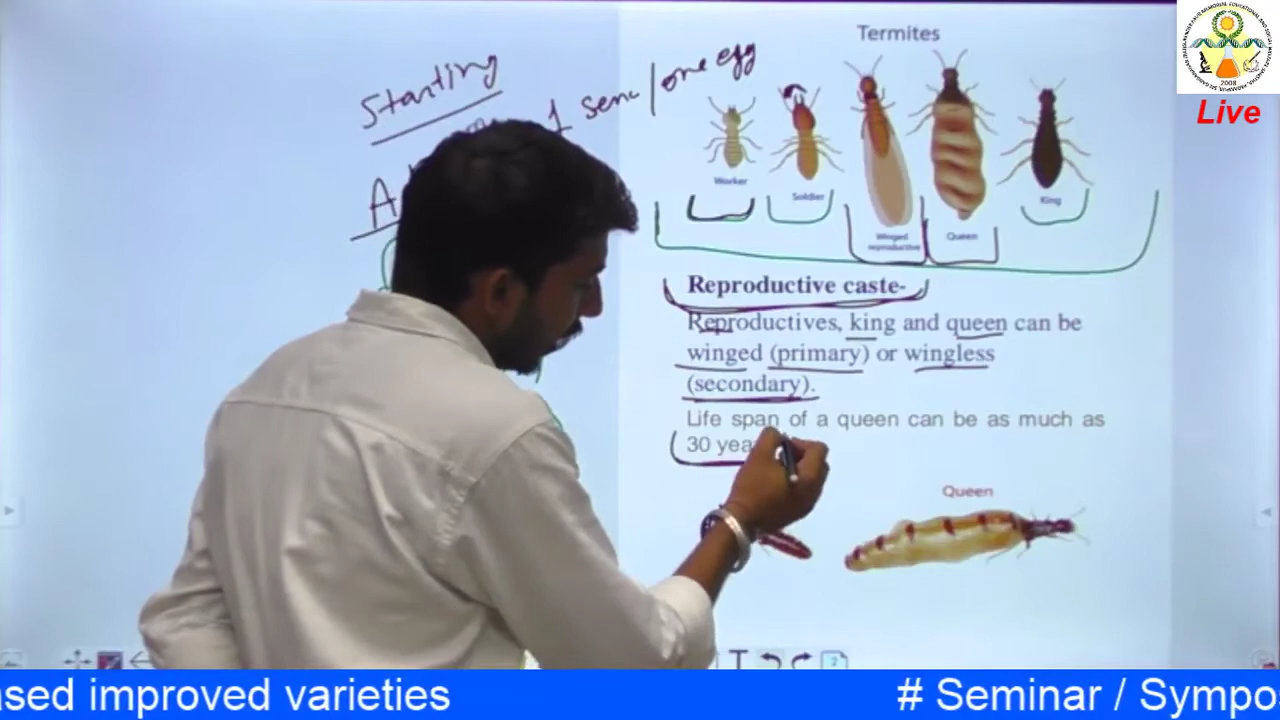 Starting
1 sec/one egg
A
Termites
Worker
Soldier
Winged
reproductive
Queen
King
Reproductive caste-
Reproductives, king and queen can be
winged (primary) or wingless
(secondary).
Life span of a queen can be as much as
30 yea
Queen
2008
Live
ased improved varieties
# Seminar / Sympo